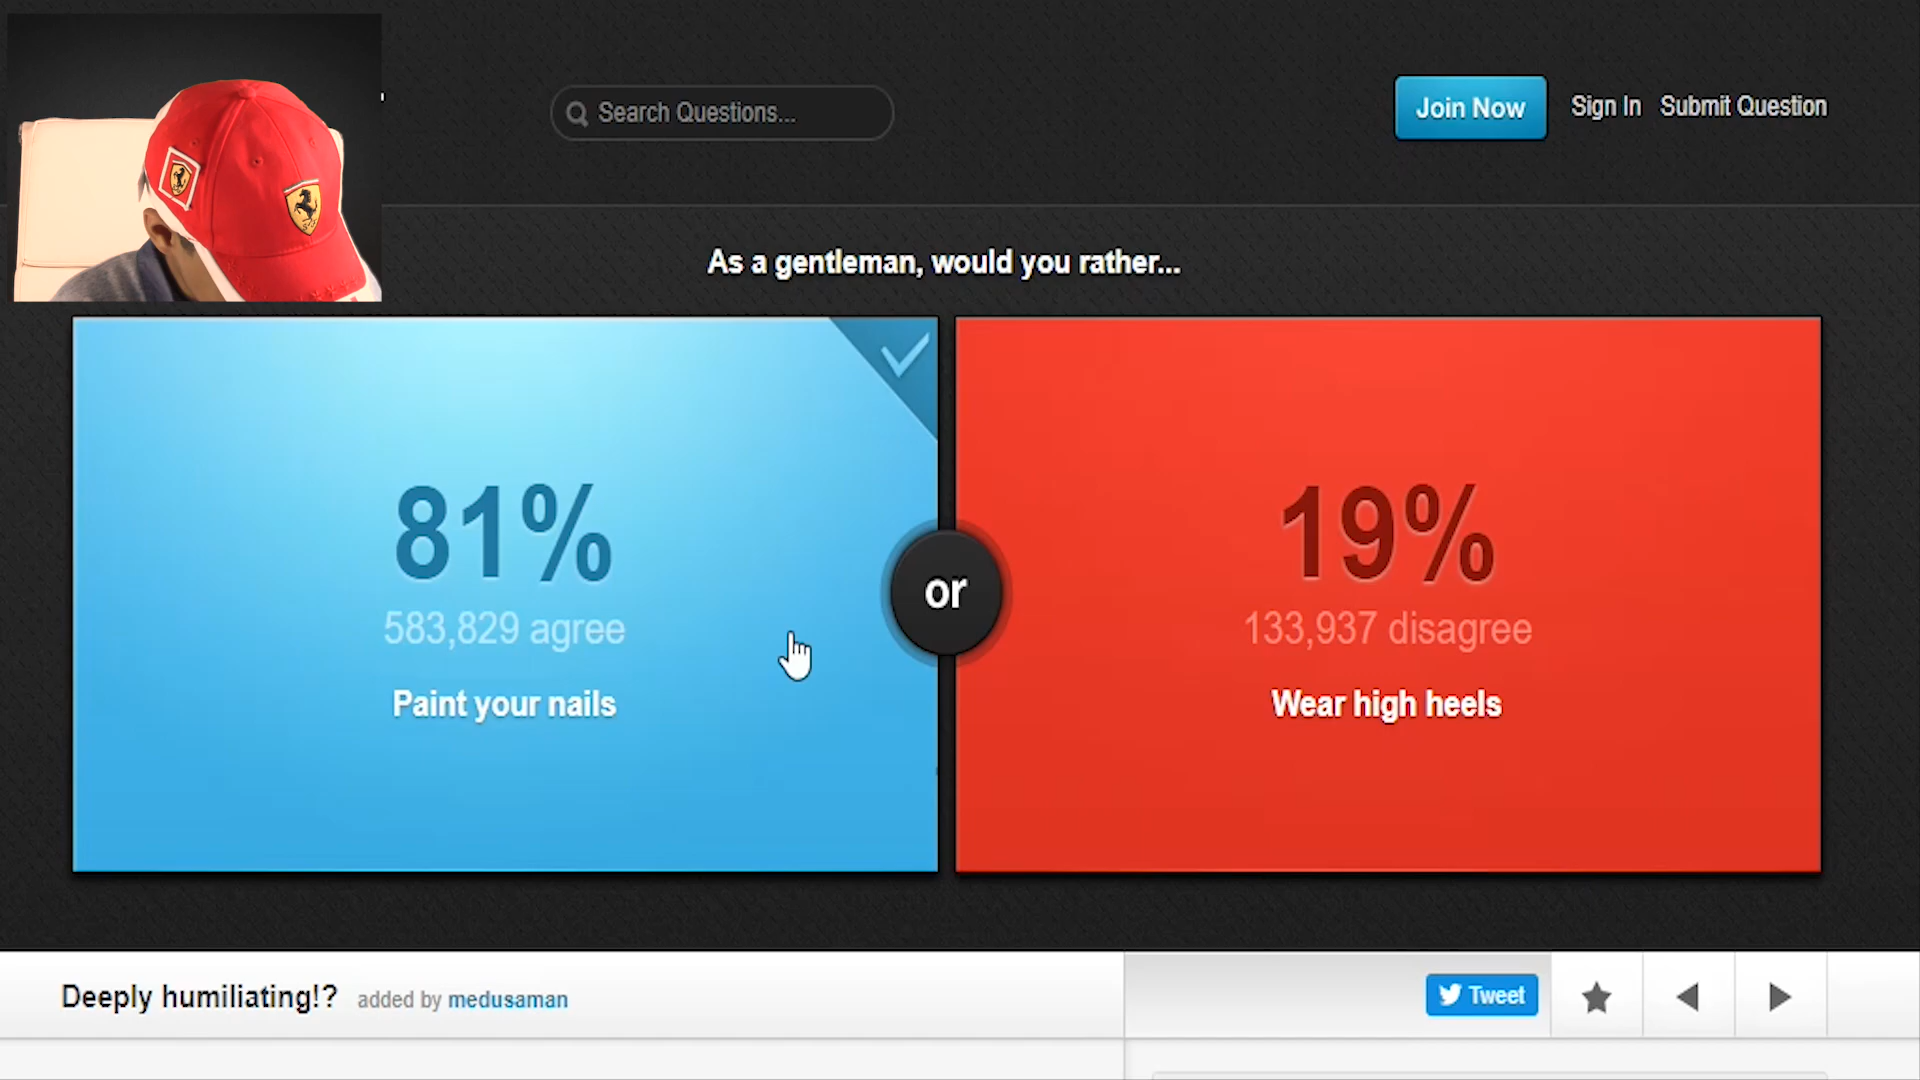 Search Questions...
Join Now
Sign In
Submit Question
As a gentleman, would you rather...
81%
583,829 agree
Paint your nails
or
19%
133,937 disagree
Wear high heels
Deeply humiliating!? added by medusaman
Tweet